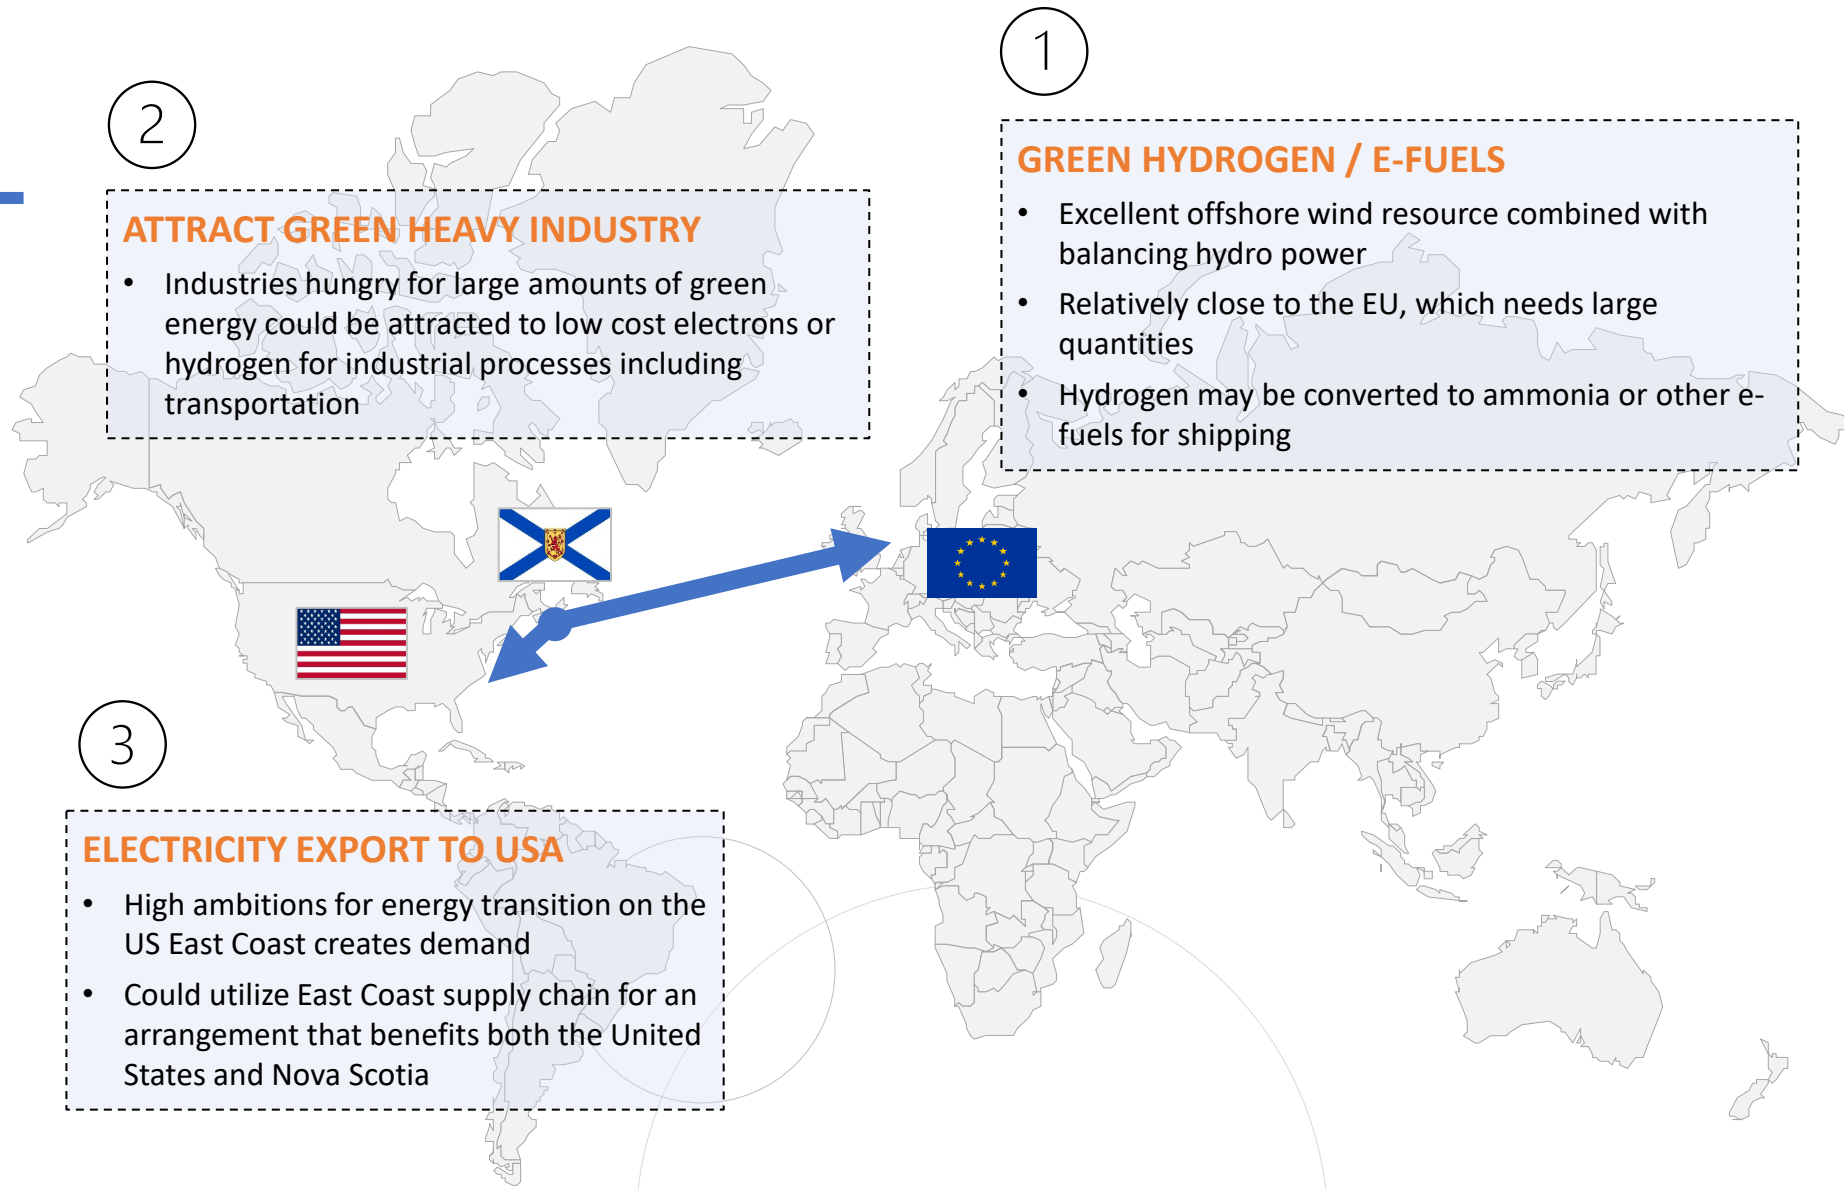 1
GREEN HYDROGEN / E-FUELS
• Excellent offshore wind resource combined with
balancing hydro power
• Relatively close to the EU, which needs large
quantities
• Hydrogen may be converted to ammonia or other e-
fuels for shipping
2
ATTRACT GREEN HEAVY INDUSTRY
• Industries hungry for large amounts of green
energy could be attracted to low cost electrons or
hydrogen for industrial processes including
transportation
3
ELECTRICITY EXPORT TO USA
• High ambitions for energy transition on the
US East Coast creates demand
• Could utilize East Coast supply chain for an
arrangement that benefits both the United
States and Nova Scotia